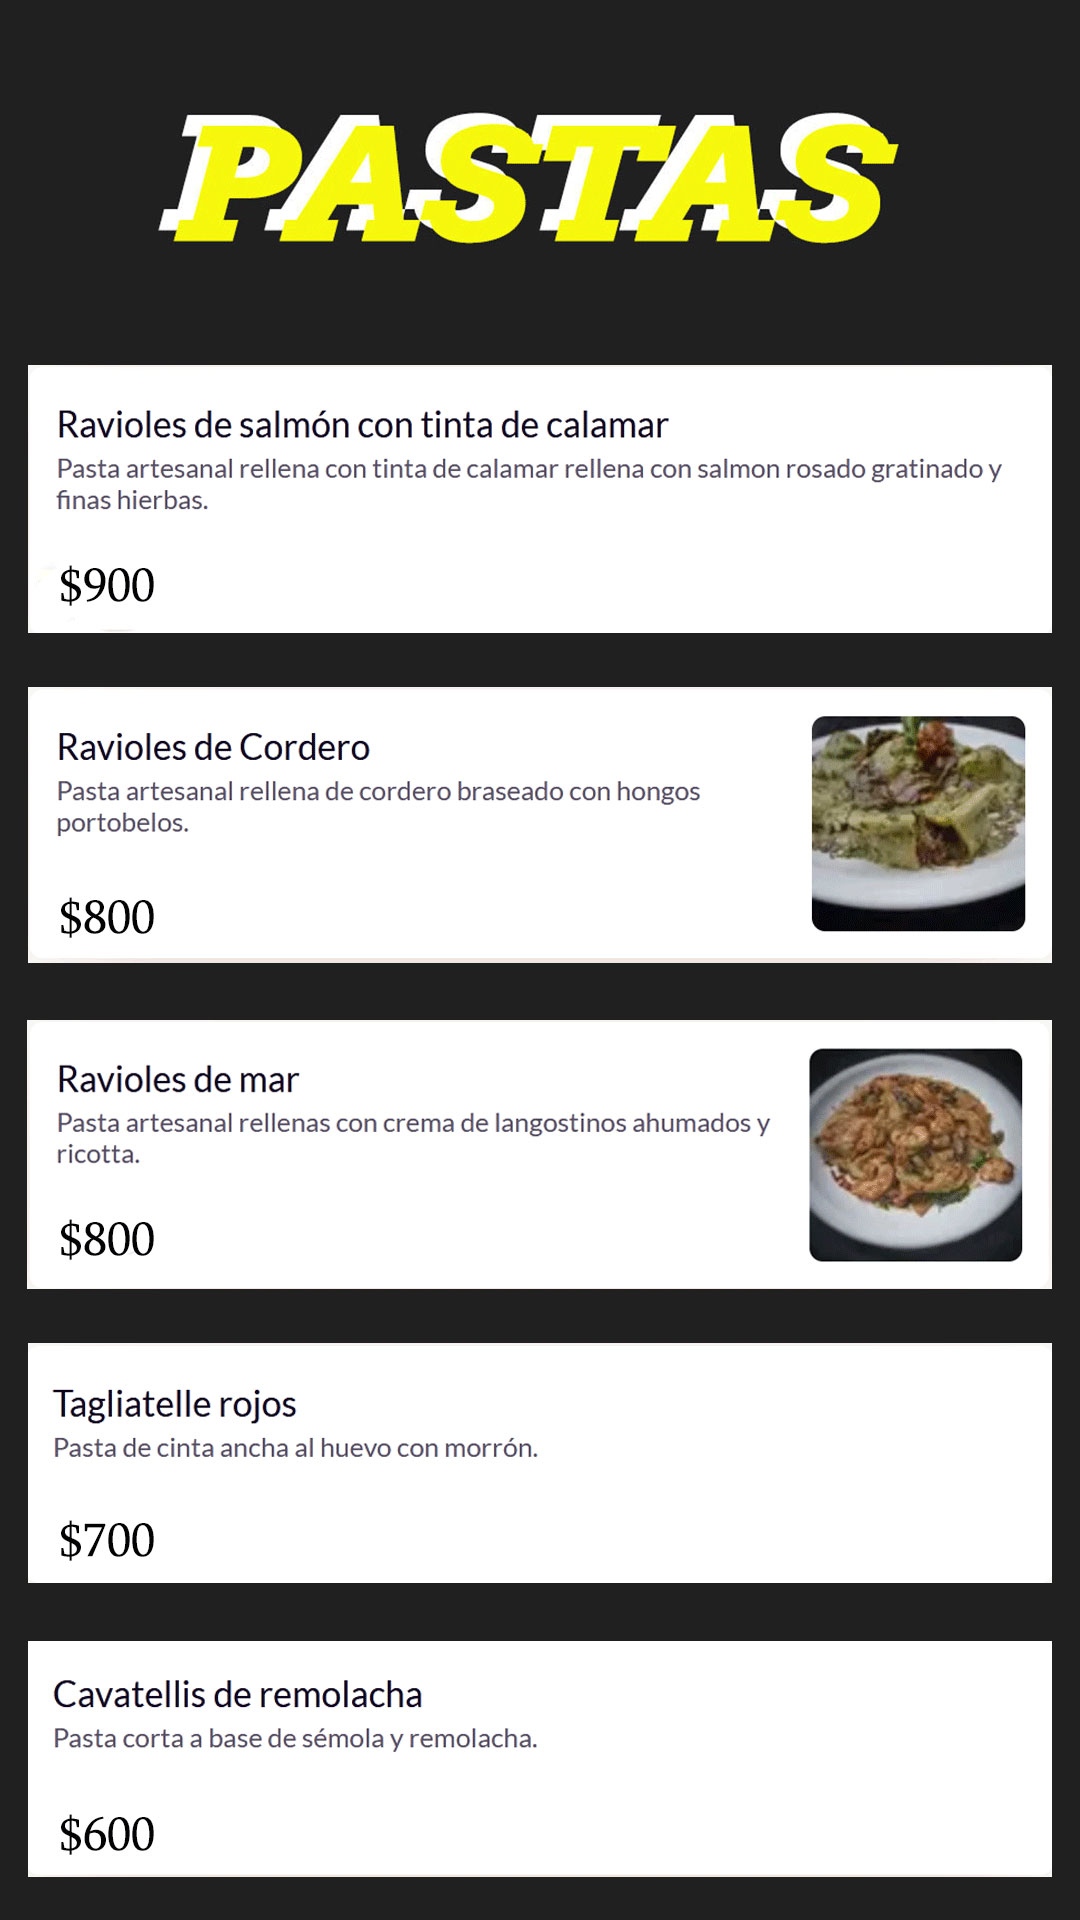 PASTAS
Ravioles de salmón con tinta de calamar
Pasta artesanal rellena con tinta de calamar rellena con salmon rosado gratinado y
finas hierbas.
$900
Ravioles de Cordero
Pasta artesanal rellena de cordero braseado con hongos
portobelos.
$800
Ravioles de mar
Pasta artesanal rellenas con crema de langostinos ahumados y
ricotta.
$800
Tagliatelle rojos
Pasta de cinta ancha al huevo con morrón.
$700
Cavatellis de remolacha
Pasta corta a base de sémola y remolacha.
$600